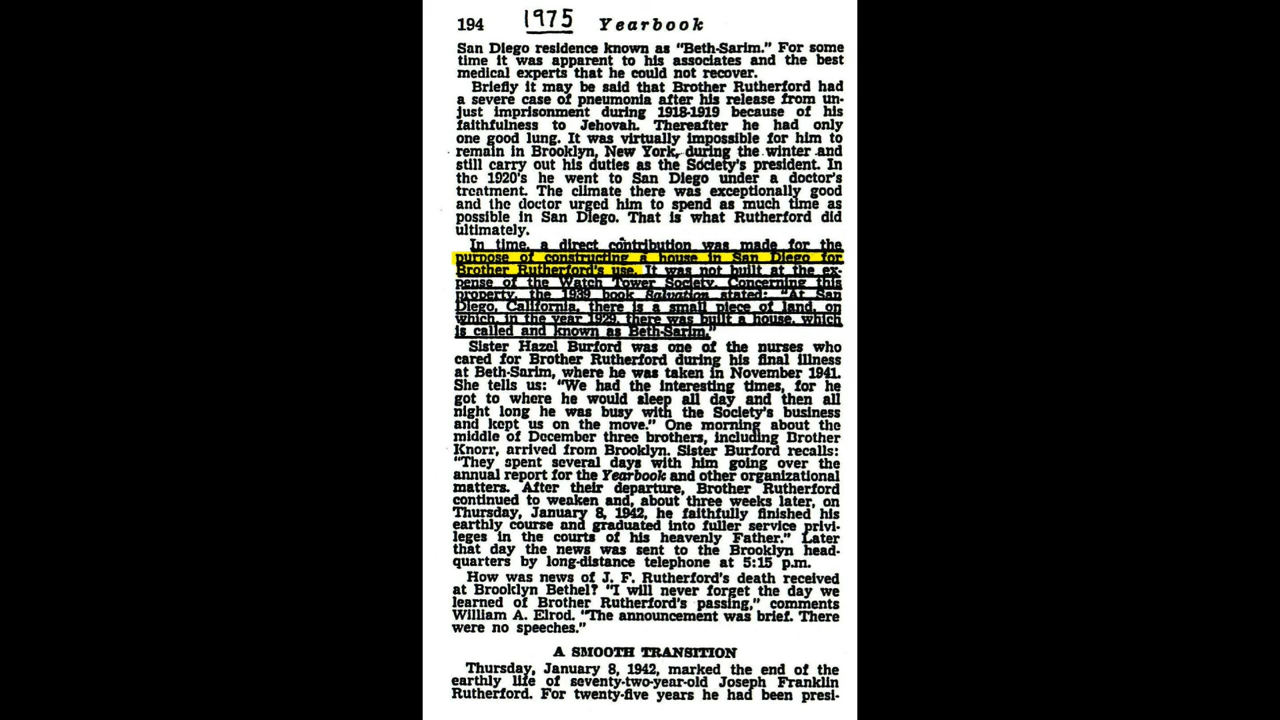 194 1975 Yearbook
San Diego residence known as "Beth-Sarim." For some
time it was apparent to his associates and the best
medical experts that he could not recover.
Briefly it may be said that Brother Rutherford had
a severe case of pneumonia after his release from un-
just imprisonment during 1918-1919 because of his
faithfulness to Jehovah. Thereafter he had only
one good lung. It was virtually impossible for him to
remain in Brooklyn, New York, during the winter and
still carry out his duties as the Society's president. In
the 1920's he went to San Diego under a doctor's
treatment. The climate there was exceptionally good
and the doctor urged him to spend as much time as
possible in San Diego. That is what Rutherford did
ultimately.
In time, a direct contribution was made for the
purpose of constructing a house in San Diego for
Brother Rutherford's use. It was not built at the ex-
pense of the Watch Tower Society. Concerning this
property, the 1939 book Salvation stated: "At San
Diego, California, there is a small piece of land, on
which, in the year 1929, there was built a house, which
is called and known as Beth-Sarim."
Sister Hazel Burford was one of the nurses who
cared for Brother Rutherford during his final illness
at Beth-Sarim, where he was taken in November 1941.
She tells us: "We had the interesting times, for he
got to where he would sleep all day and then all
night long he was busy with the Society's business
and kept us on the move." One morning about the
middle of December three brothers, including Brother
Knorr, arrived from Brooklyn. Sister Burford recalls:
"They spent several days with him going over the
annual report for the Yearbook and other organizational
matters. After their departure, Brother Rutherford
continued to weaken and, about three weeks later, on
Thursday, January 8, 1942, he faithfully finished his
earthly course and graduated into fuller service privi-
leges in the courts of his heavenly Father." Later
that day the news was sent to the Brooklyn head-
quarters by long-distance telephone at 5:15 p.m.
How was news of J. F. Rutherford's death received
at Brooklyn Bethel? "I will never forget the day we
learned of Brother Rutherford's passing," comments
William A. Elrod. "The announcement was brief. There
were no speeches."
A SMOOTH TRANSITION
Thursday, January 8, 1942, marked the end of the
earthly life of seventy-two-year-old Joseph Franklin
Rutherford. For twenty-five years he had been presi-